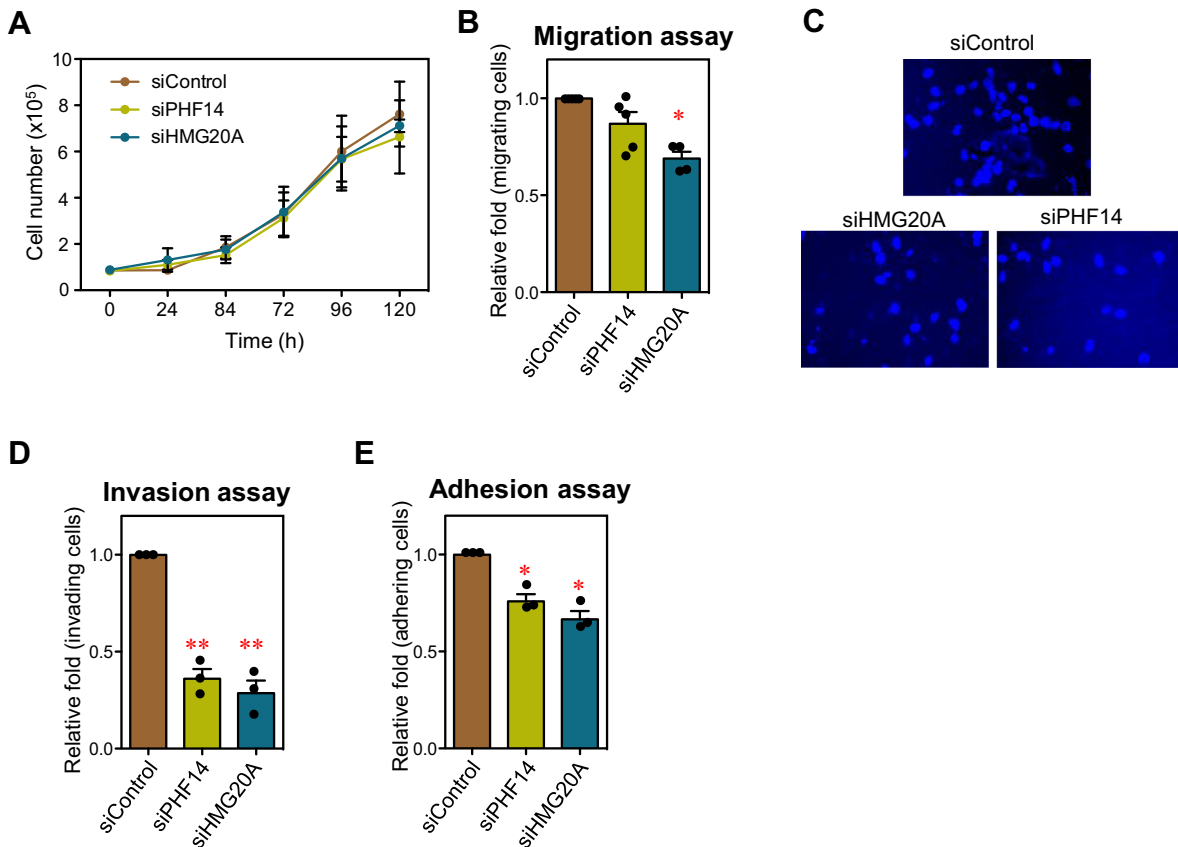 A
Cell number (x10⁵)
10
8
6
4
2
0
siControl
siPHF14
siHMG20A
0 24 84 72 96 120
Time (h)
B
Migration assay
Relative fold (migrating cells)
1.0
0.5
0.0
*
siControl
siPHF14
siHMG20A
C
siControl
siHMG20A
siPHF14
D
Invasion assay
Relative fold (invading cells)
1.0
0.5
0.0
** **
siControl
siPHF14
siHMG20A
E
Adhesion assay
Relative fold (adhering cells)
1.0
0.5
0.0
* *
siControl
siPHF14
siHMG20A